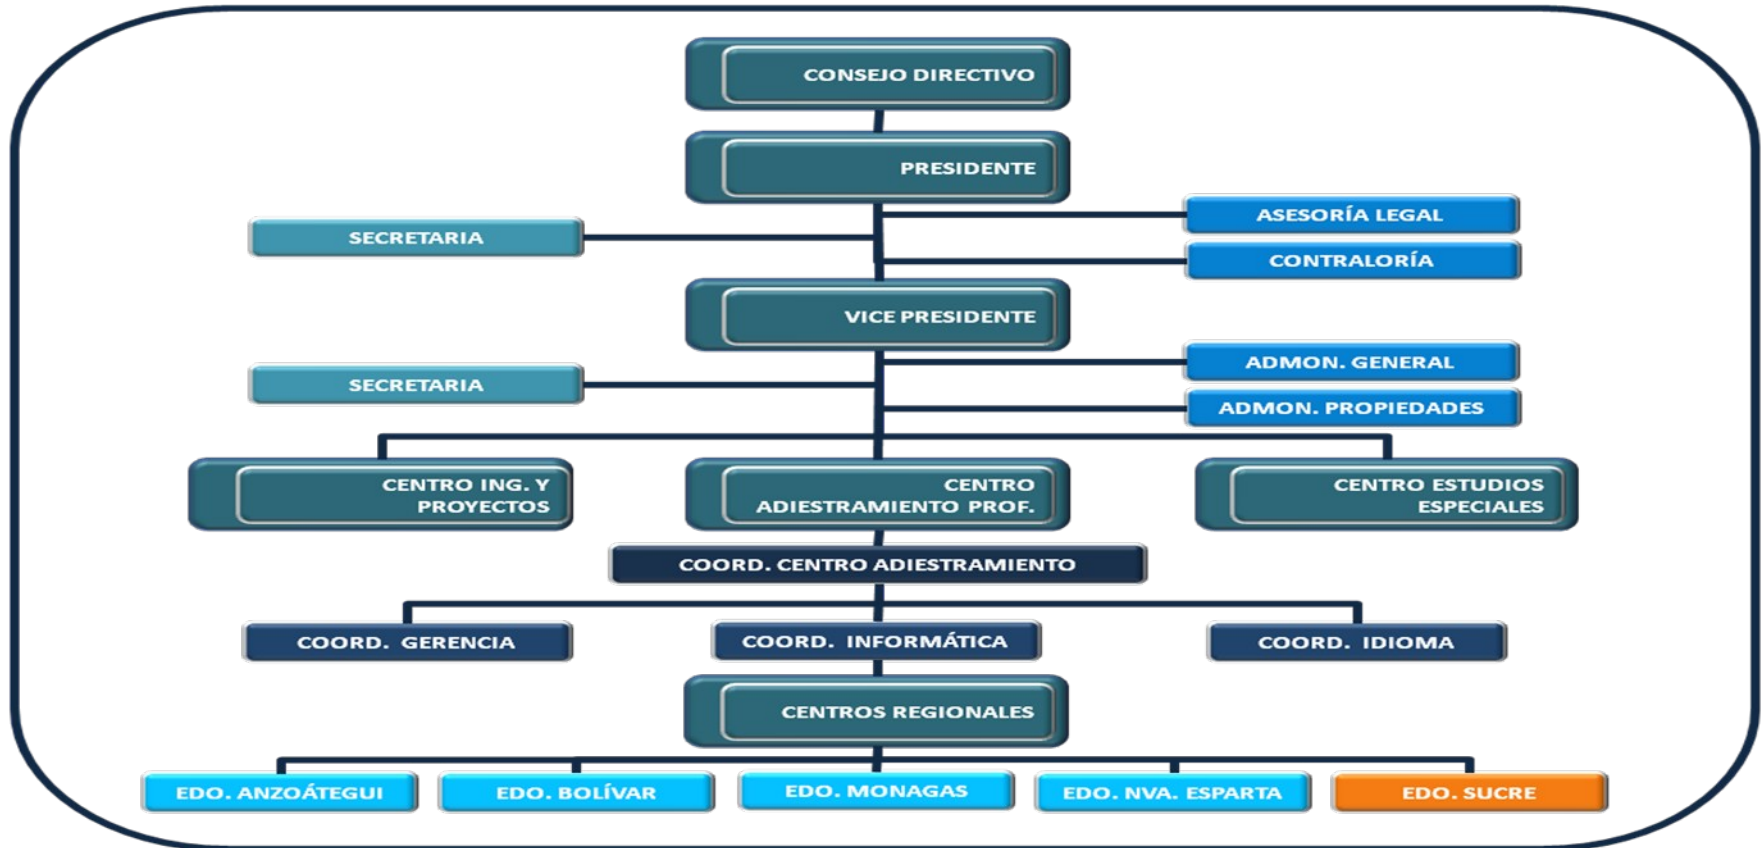 CONSEJO DIRECTIVO
PRESIDENTE
ASESORÍA LEGAL
SECRETARIA
CONTRALORÍA
VICE PRESIDENTE
ADMON. GENERAL
SECRETARIA
ADMON. PROPIEDADES
CENTRO ING. Y
PROYECTOS
CENTRO
ADIESTRAMIENTO PROF.
CENTRO ESTUDIOS
ESPECIALES
COORD. CENTRO ADIESTRAMIENTO
COORD. GERENCIA
COORD. INFORMÁTICA
COORD. IDIOMA
CENTROS REGIONALES
EDO. ANZOÁTEGUI
EDO. BOLÍVAR
EDO. MONAGAS
EDO. NVA. ESPARTA
EDO. SUCRE